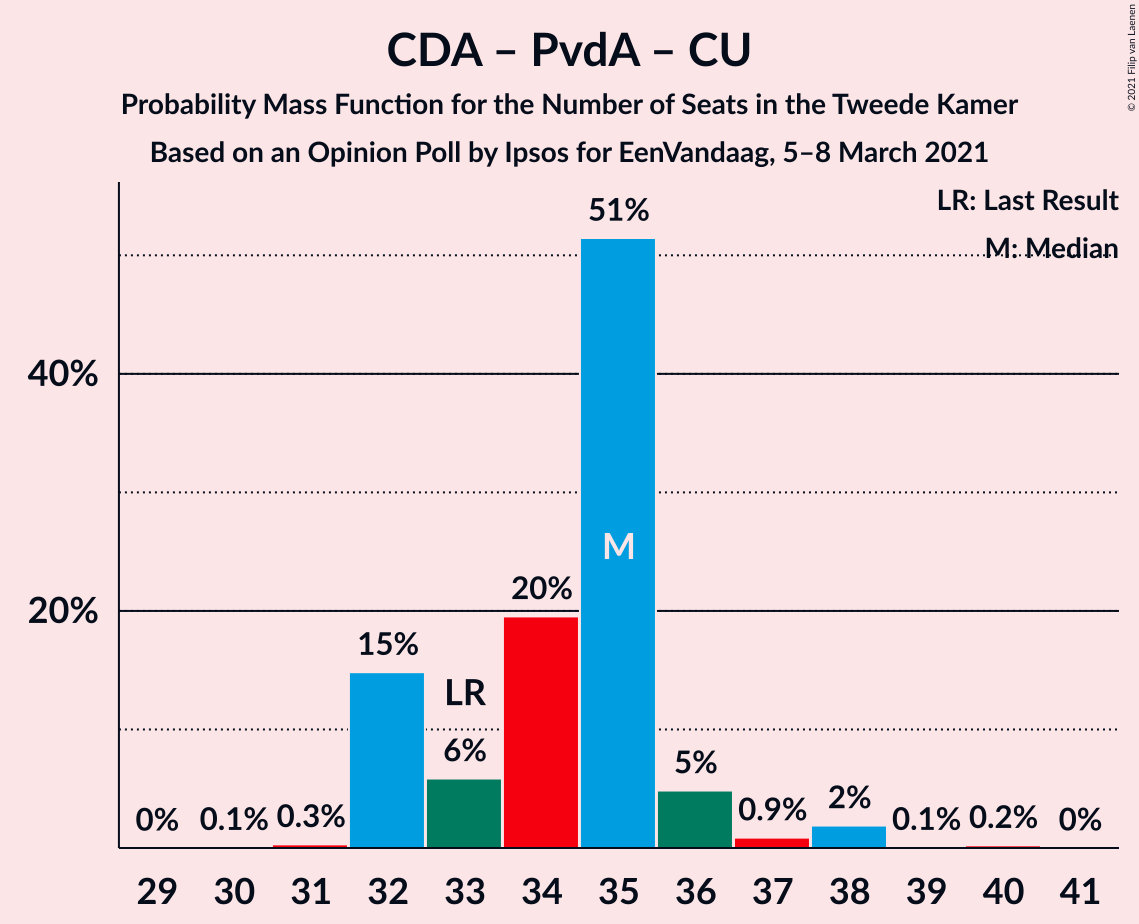 CDA – PvdA – CU
Probability Mass Function for the Number of Seats in the Tweede Kamer
Based on an Opinion Poll by Ipsos for EenVandaag, 5–8 March 2021
© 2021 Filip van Laenen
LR: Last Result
M: Median
51%
40%
M
20%
20%
15%
LR
6%
5%
0%
0.1%
0.3%
0.9%
2%
0.1%
0.2%
0%
29 30 31 32 33 34 35 36 37 38 39 40 41